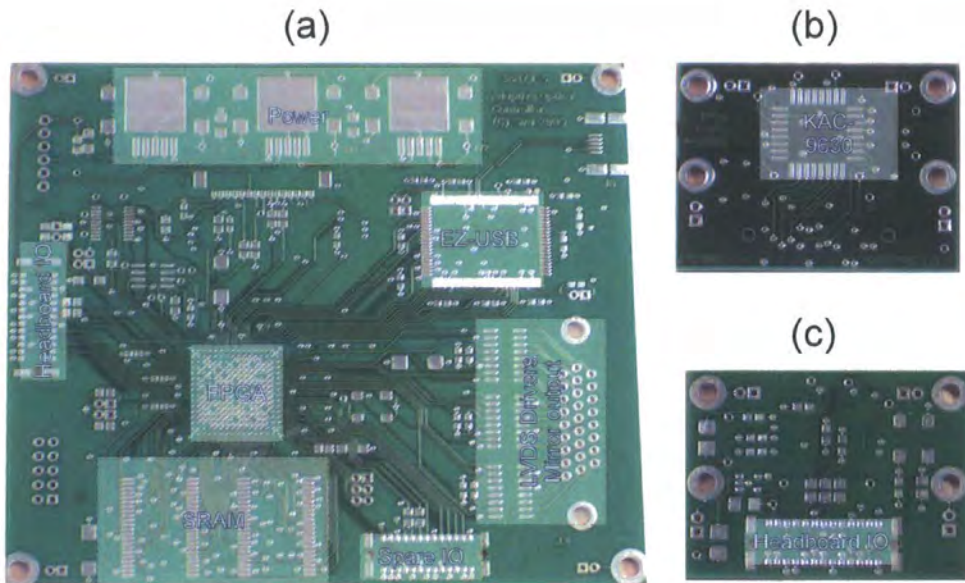 (a)
(b)
(c)
Power
EZ-USB
Headboard IO
FPGA
LVDS Drivers
Mirror output
SRAM
Spare IO
KAC-
9630
Headboard IO